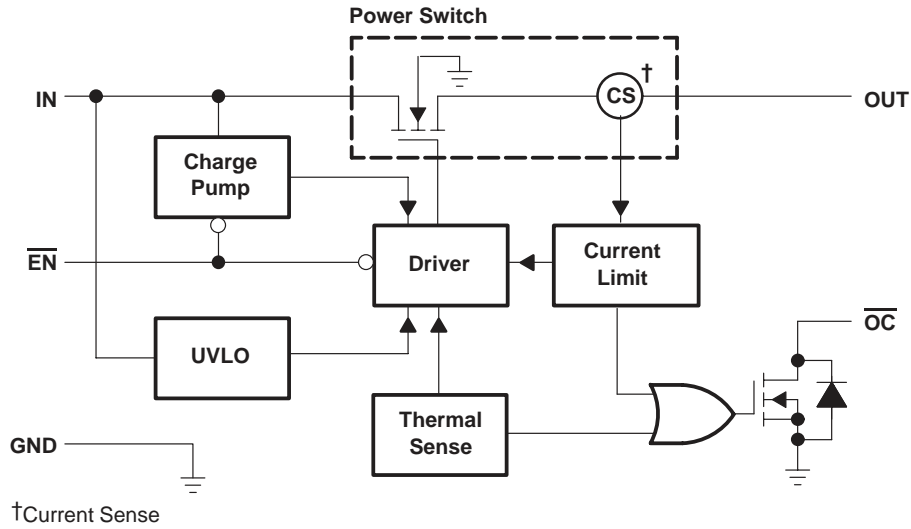 Power Switch
IN
†
CS
OUT
Charge
Pump
EN
Driver
Current
Limit
OC
UVLO
Thermal
Sense
GND
†Current Sense